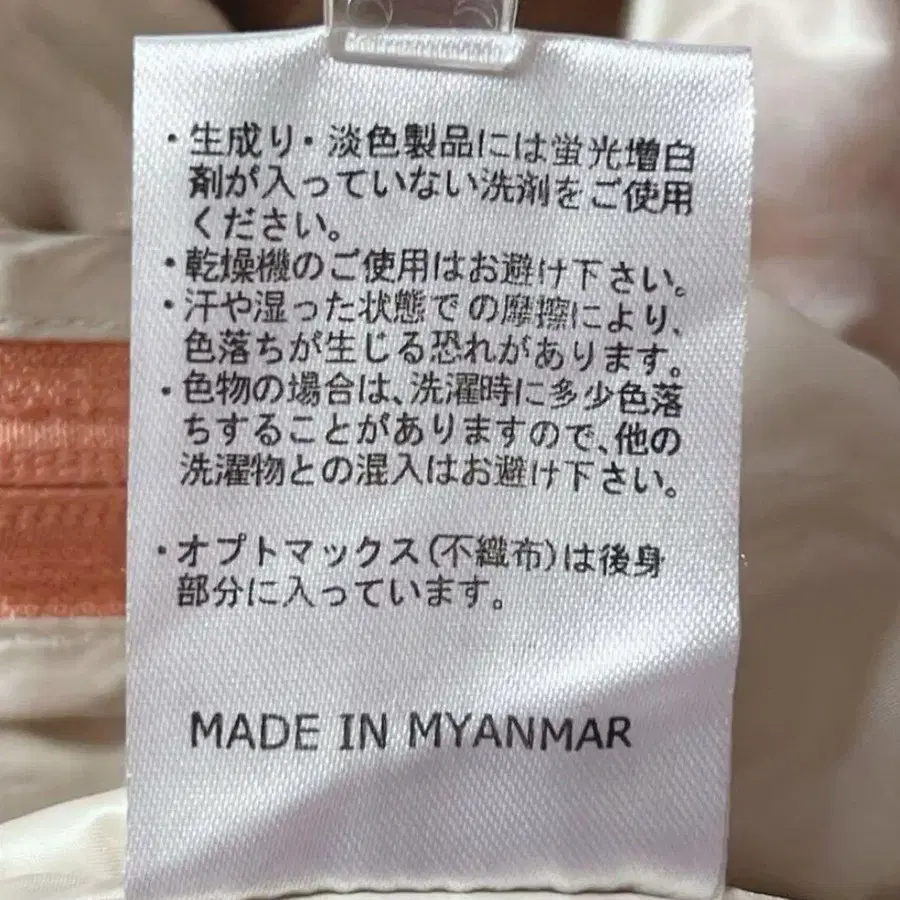 ・生成り・淡色製品には蛍光増白
剤が入っていない洗剤をご使用
ください。
・乾燥機のご使用はお避け下さい。
・汗や湿った状態での摩擦により、
色落ちが生じる恐れがあります。
・色物の場合は、洗濯時に多少色落
ちすることがありますので、他の
洗濯物との混入はお避け下さい。
・オプトマックス(不織布)は後身
部分に入っています。
MADE IN MYANMAR